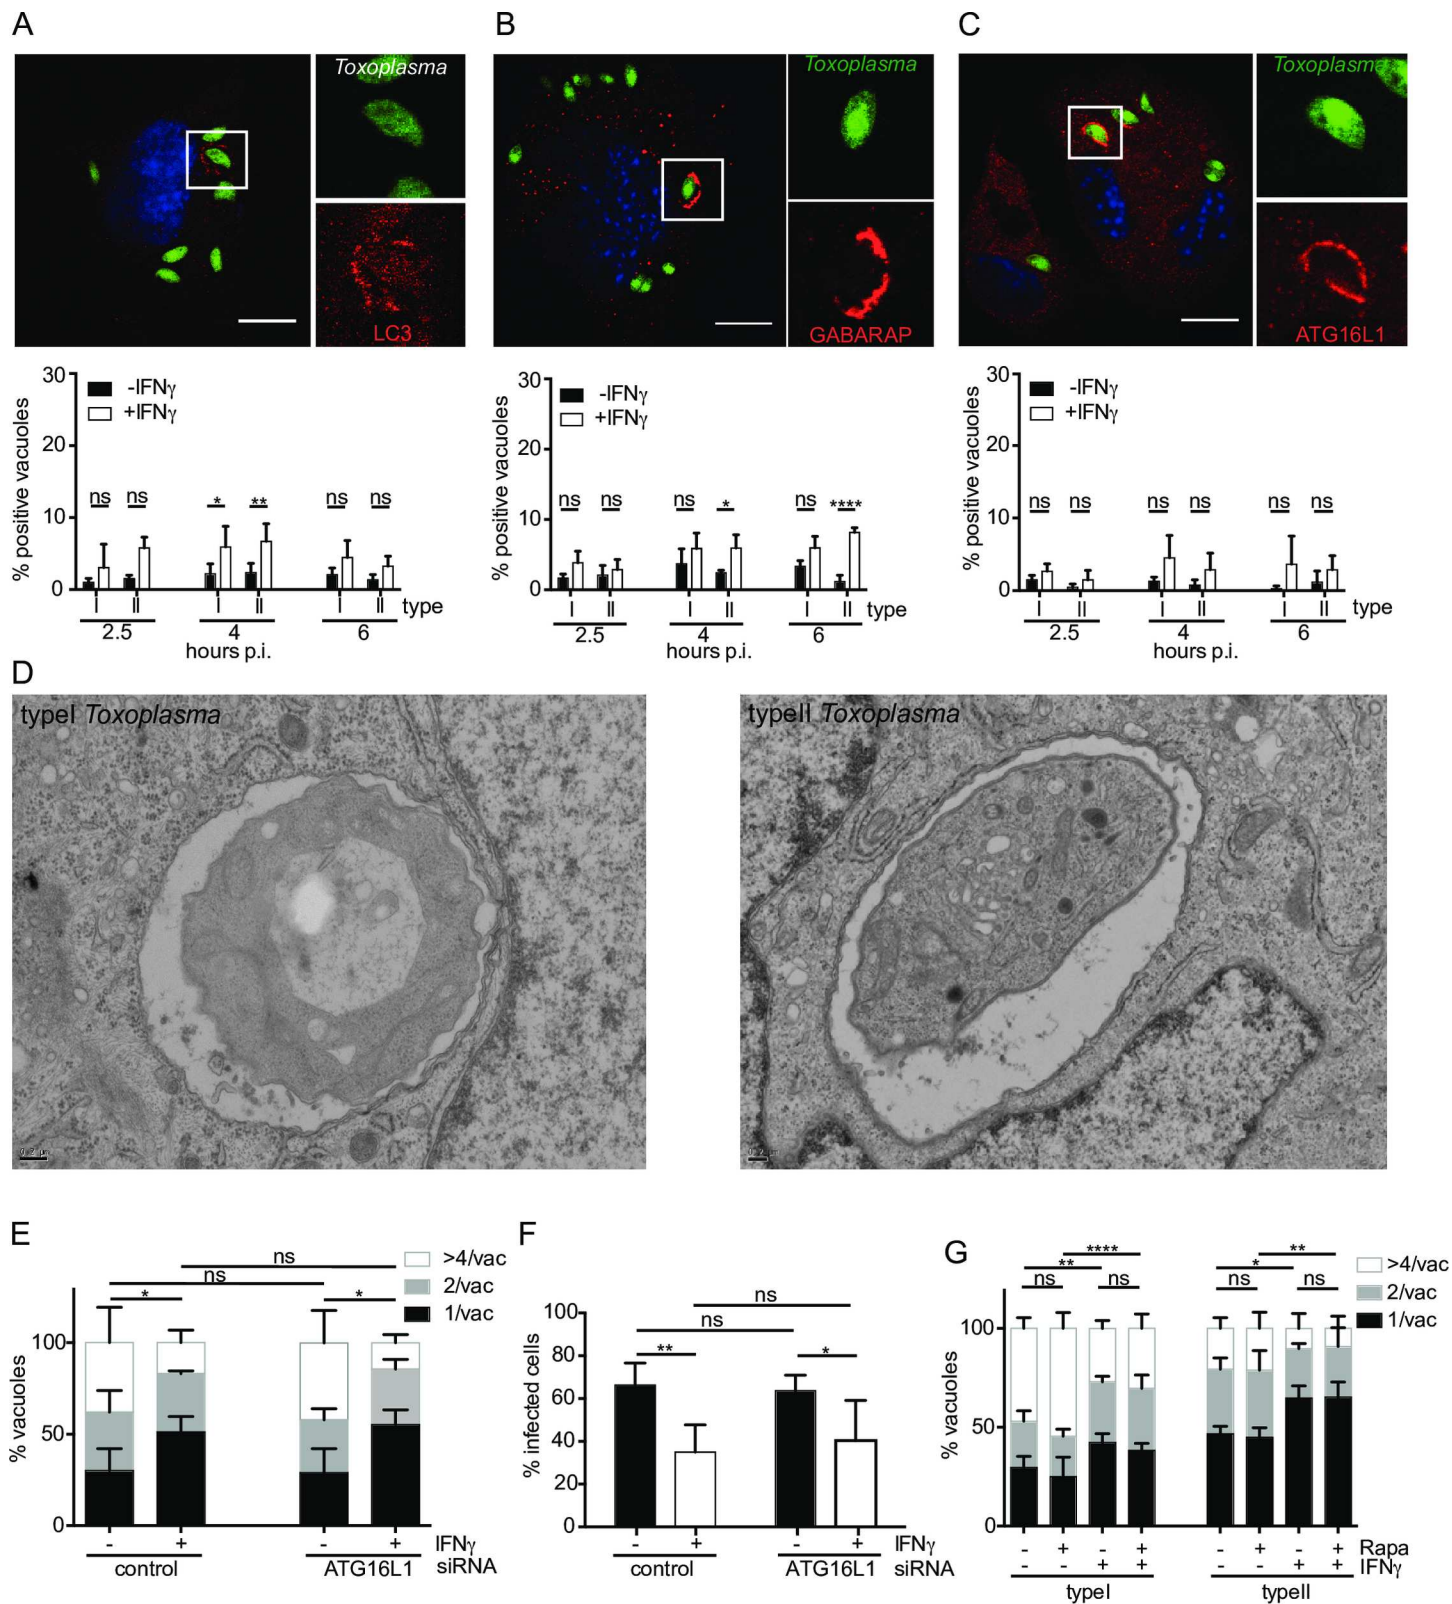 A
B
C
Toxoplasma
Toxoplasma
Toxoplasma
LC3
GABARAP
ATG16L1
30
20
10
0
% positive vacuoles
-IFNγ
+IFNγ
ns ns * ** ns ns
I II I II I II type
2.5 4 6
hours p.i.
30
20
10
0
% positive vacuoles
-IFNγ
+IFNγ
ns ns ns * ns ****
I II I II I II type
2.5 4 6
hours p.i.
30
20
10
0
% positive vacuoles
-IFNγ
+IFNγ
ns ns ns ns ns ns
I II I II I II type
2.5 4 6
hours p.i.
D
typeI Toxoplasma
0.2 µm
typeII Toxoplasma
0.2 µm
E
>4/vac
2/vac
1/vac
ns
ns
* *
100
50
0
% vacuoles
- + - + IFNγ
control ATG16L1 siRNA
F
100
80
60
40
20
0
% infected cells
ns
ns
** *
- + - + IFNγ
control ATG16L1 siRNA
G
>4/vac
2/vac
1/vac
**** **
** *
ns ns ns ns
100
50
0
% vacuoles
- + - + - + - + Rapa
- - + + - - + + IFNγ
typeI typeII